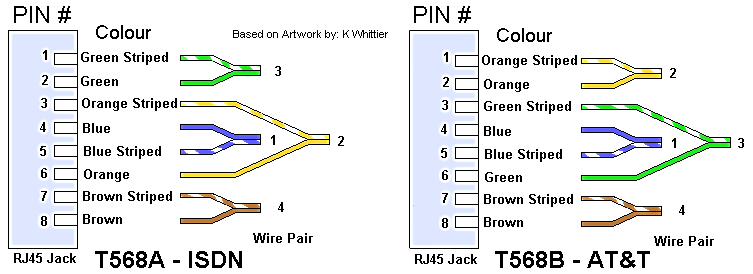 PIN #
Colour
Based on Artwork by: K Whittier
1 Green Striped
2 Green
3
3 Orange Striped
4 Blue
1
2
5 Blue Striped
6 Orange
7 Brown Striped
4
8 Brown
Wire Pair
RJ45 Jack
T568A - ISDN
PIN #
Colour
1 Orange Striped
2 Orange
2
3 Green Striped
4 Blue
1
3
5 Blue Striped
6 Green
7 Brown Striped
4
8 Brown
Wire Pair
RJ45 Jack
T568B - AT&T